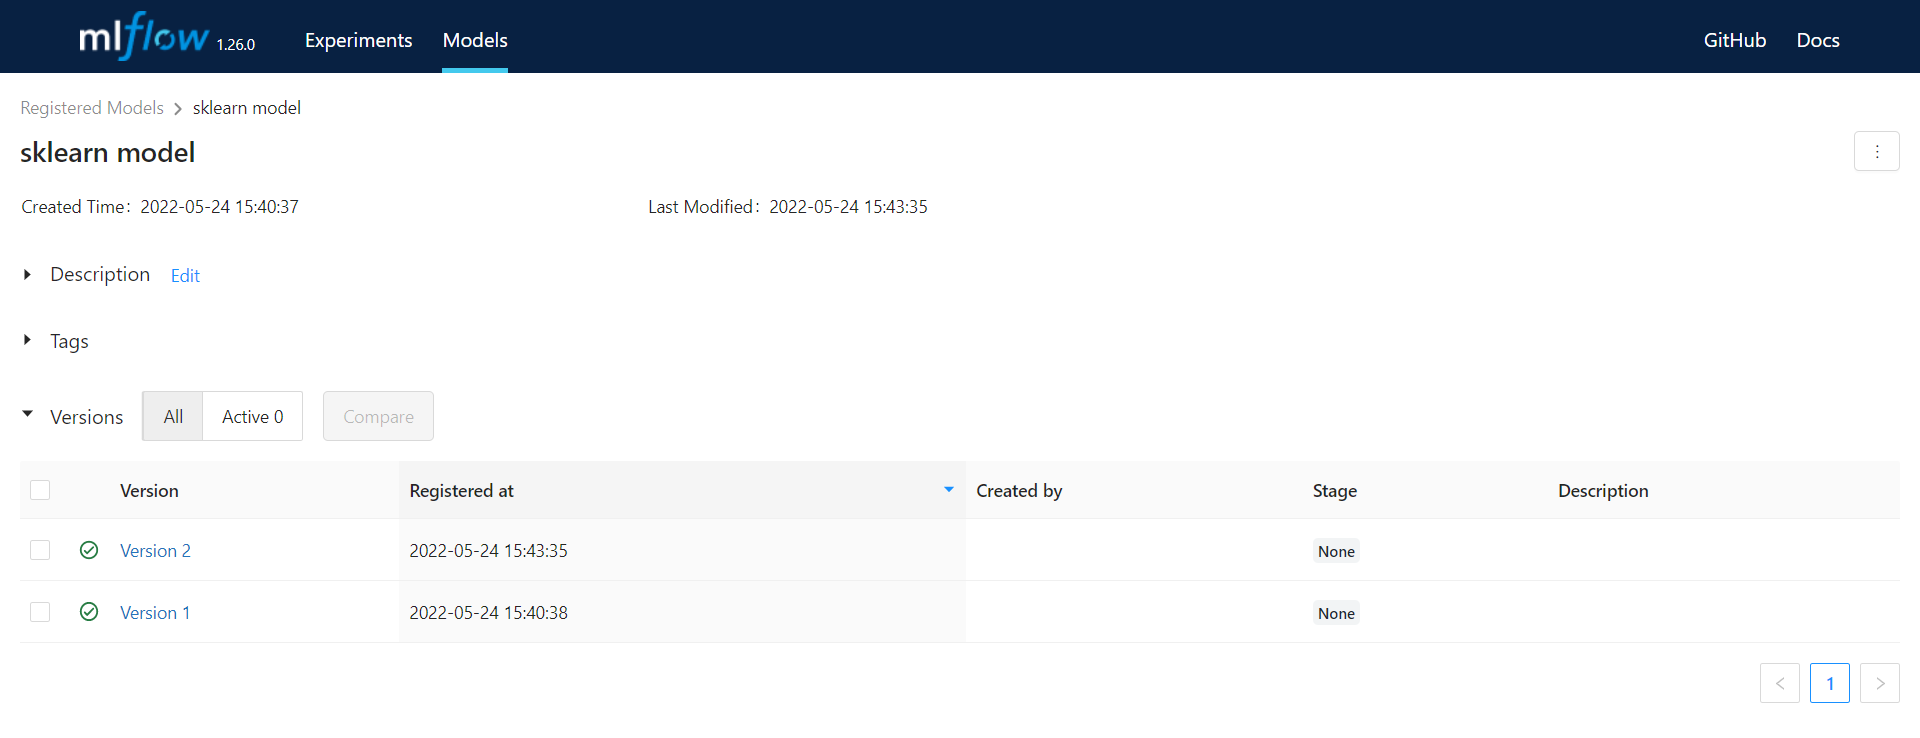 mlflow 1.26.0 Experiments Models GitHub Docs
Registered Models > sklearn model
sklearn model
Created Time: 2022-05-24 15:40:37 Last Modified: 2022-05-24 15:43:35
Description Edit
Tags
Versions All Active 0 Compare
Version Registered at Created by Stage Description
Version 2 2022-05-24 15:43:35 None
Version 1 2022-05-24 15:40:38 None
< 1 >